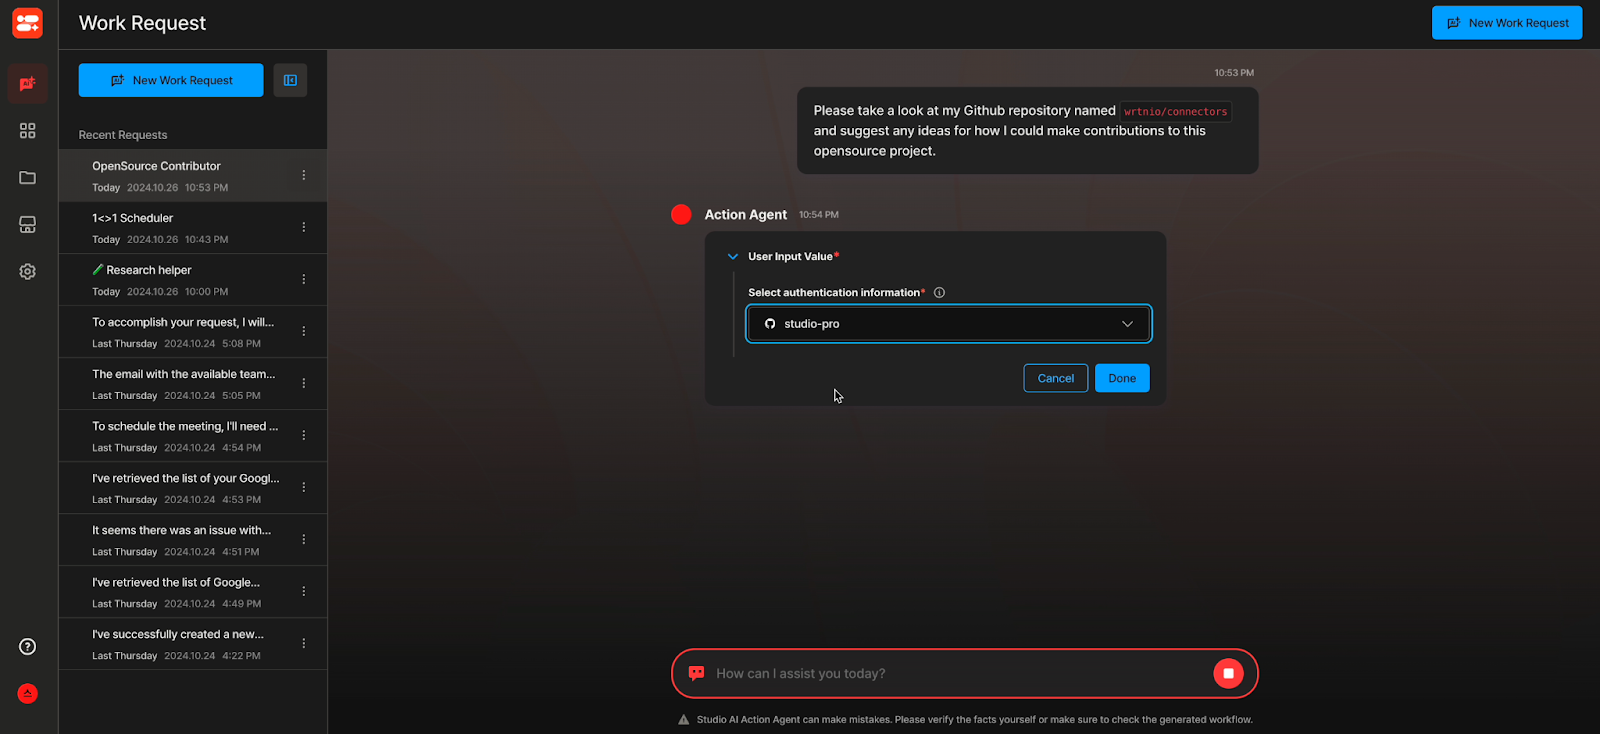 Work Request
New Work Request
New Work Request
Recent Requests
OpenSource Contributor
Today 2024.10.26 10:53 PM
1<>1 Scheduler
Today 2024.10.26 10:43 PM
Research helper
Today 2024.10.26 10:00 PM
To accomplish your request, I will...
Last Thursday 2024.10.24 5:08 PM
The email with the available team...
Last Thursday 2024.10.24 5:05 PM
To schedule the meeting, I'll need ...
Last Thursday 2024.10.24 4:54 PM
I've retrieved the list of your Googl...
Last Thursday 2024.10.24 4:53 PM
It seems there was an issue with...
Last Thursday 2024.10.24 4:51 PM
I've retrieved the list of Google...
Last Thursday 2024.10.24 4:49 PM
I've successfully created a new...
Last Thursday 2024.10.24 4:22 PM
10:53 PM
Please take a look at my Github repository named wrtnio/connectors
and suggest any ideas for how I could make contributions to this
opensource project.
Action Agent 10:54 PM
User Input Value*
Select authentication information*
studio-pro
Cancel Done
How can I assist you today?
Studio AI Action Agent can make mistakes. Please verify the facts yourself or make sure to check the generated workflow.